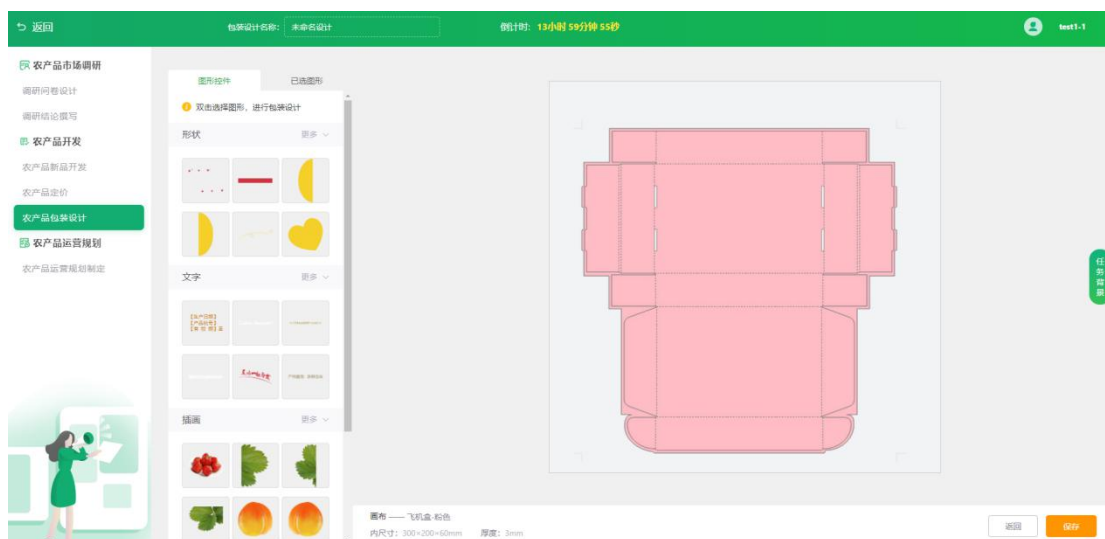 返回
包装设计名称： 未命名设计
倒计时：13小时 59分钟 55秒
test1-1
农产品市场调研
调研问卷设计
调研结论撰写
农产品开发
农产品新品开发
农产品定价
农产品包装设计
农产品运营规划
农产品运营规划制定
图形控件
已选图形
双击选择图形，进行包装设计
形状
更多
文字
更多
插画
更多
任务背景
画布 —— 飞机盒-粉色
内尺寸：300*200*60mm 厚度：3mm
返回
保存